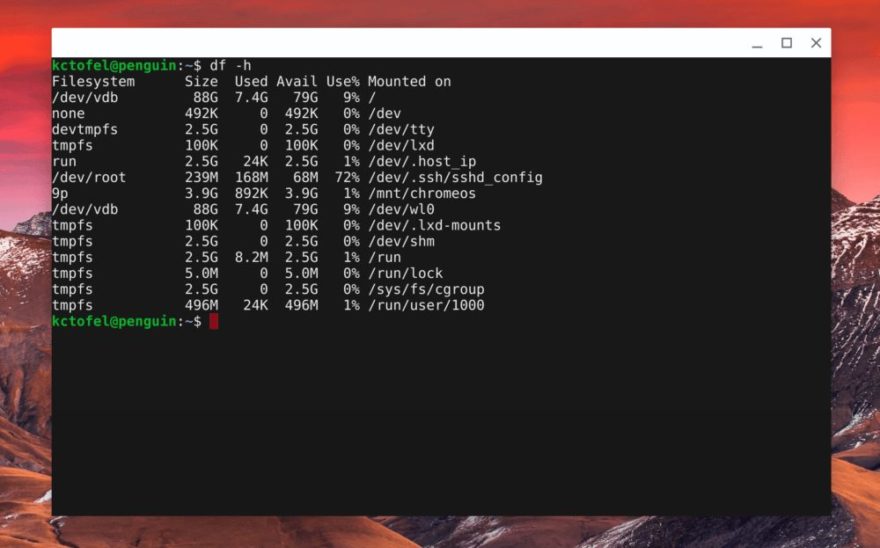 kctofel@penguin:~$ df -h
Filesystem      Size  Used Avail Use% Mounted on
/dev/vdb         88G  7.4G   79G   9% /
none            492K     0  492K   0% /dev
devtmpfs        2.5G     0  2.5G   0% /dev/tty
tmpfs           100K     0  100K   0% /dev/lxd
run             2.5G   24K  2.5G   1% /dev/.host_ip
/dev/root       239M  168M   68M  72% /dev/.ssh/sshd_config
9p              3.9G  892K  3.9G   1% /mnt/chromeos
/dev/vdb         88G  7.4G   79G   9% /dev/wl0
tmpfs           100K     0  100K   0% /dev/.lxd-mounts
tmpfs           2.5G     0  2.5G   0% /dev/shm
tmpfs           2.5G  8.2M  2.5G   1% /run
tmpfs           5.0M     0  5.0M   0% /run/lock
tmpfs           2.5G     0  2.5G   0% /sys/fs/cgroup
tmpfs           496M   24K  496M   1% /run/user/1000
kctofel@penguin:~$